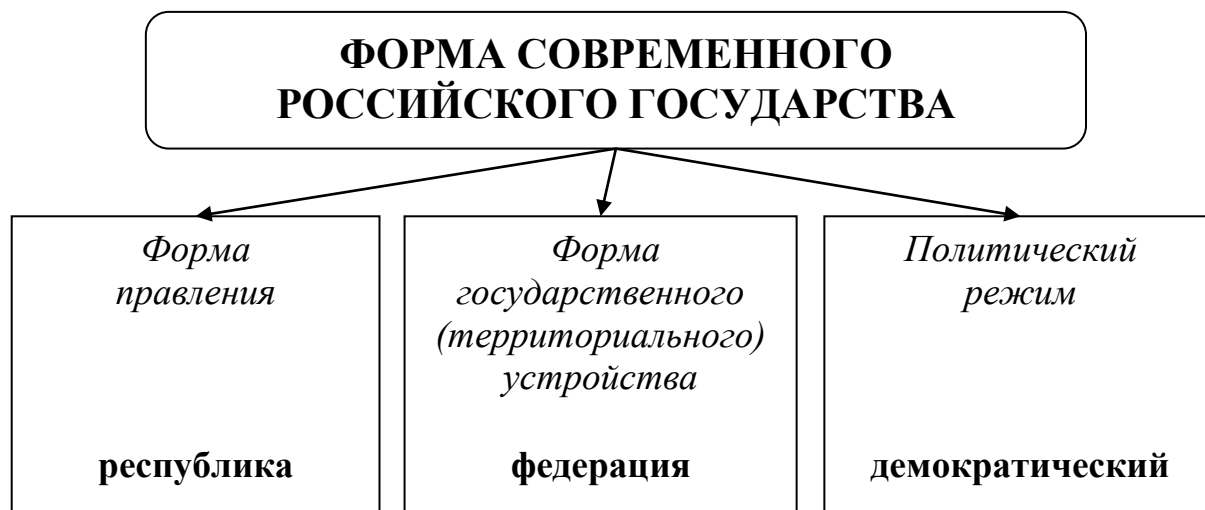 ФОРМА СОВРЕМЕННОГО
РОССИЙСКОГО ГОСУДАРСТВА
Форма
правления
республика
Форма
государственного
(территориального)
устройства
федерация
Политический
режим
демократический